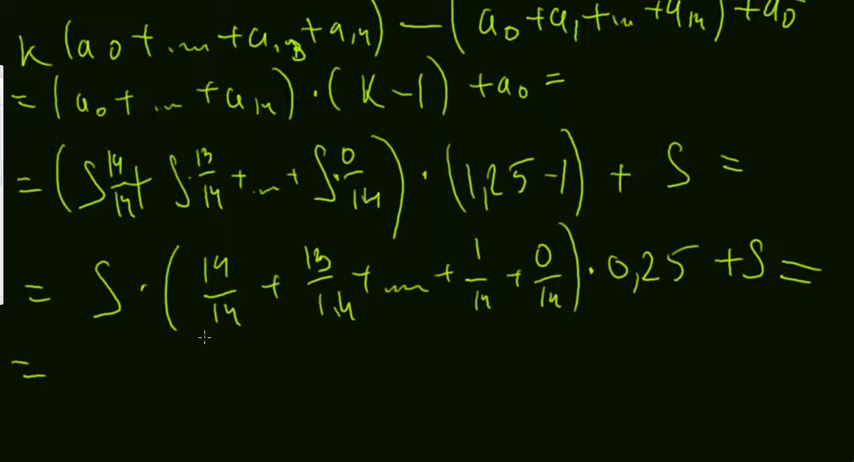 k(a0 + ... + a13 + a14) - (a0 + a1 + ... + a14) + a0
= (a0 + ... + a14) · (k - 1) + a0 =
= (S 14/14 + S · 13/14 + ... + S · 0/14) · (1,25 - 1) + S =
= S · (14/14 + 13/14 + ... + 1/14 + 0/14) · 0,25 + S =
=